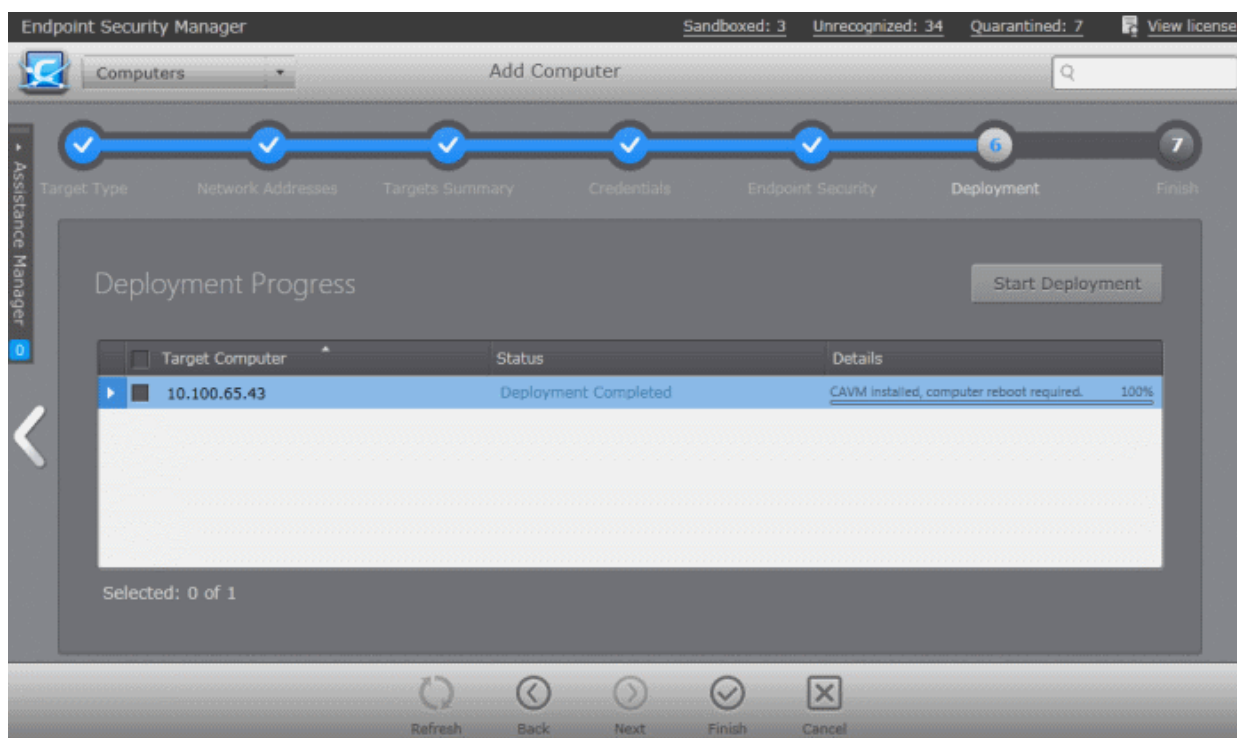 Endpoint Security Manager Sandboxed: 3 Unrecognized: 34 Quarantined: 7 View license
Computers Add Computer
6 7
Target Type Network Addresses Targets Summary Credentials Endpoint Security Deployment Finish
Assistance Manager
0
Deployment Progress Start Deployment
Target Computer Status Details
10.100.65.43 Deployment Completed CAVM installed, computer reboot required. 100%
Selected: 0 of 1
Refresh Back Next Finish Cancel